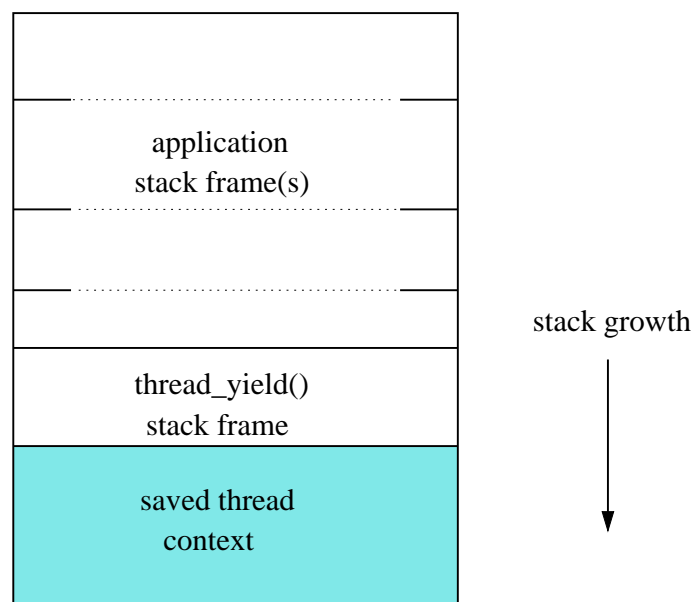 application
stack frame(s)
stack growth
thread_yield()
stack frame
saved thread
context